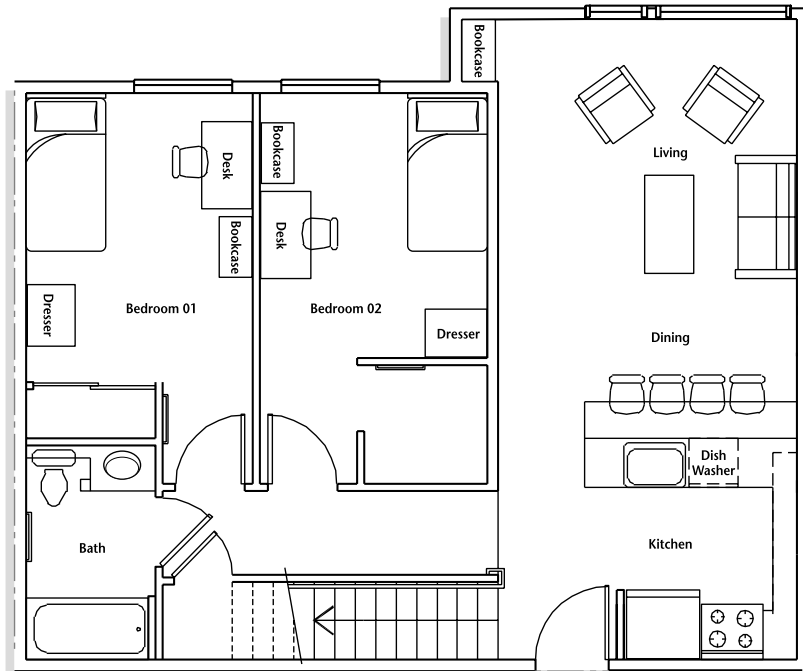 Bookcase
Living
Desk
Bookcase
Bookcase
Desk
Dresser
Bedroom 01
Bedroom 02
Dresser
Dining
Dish
Washer
Bath
Kitchen